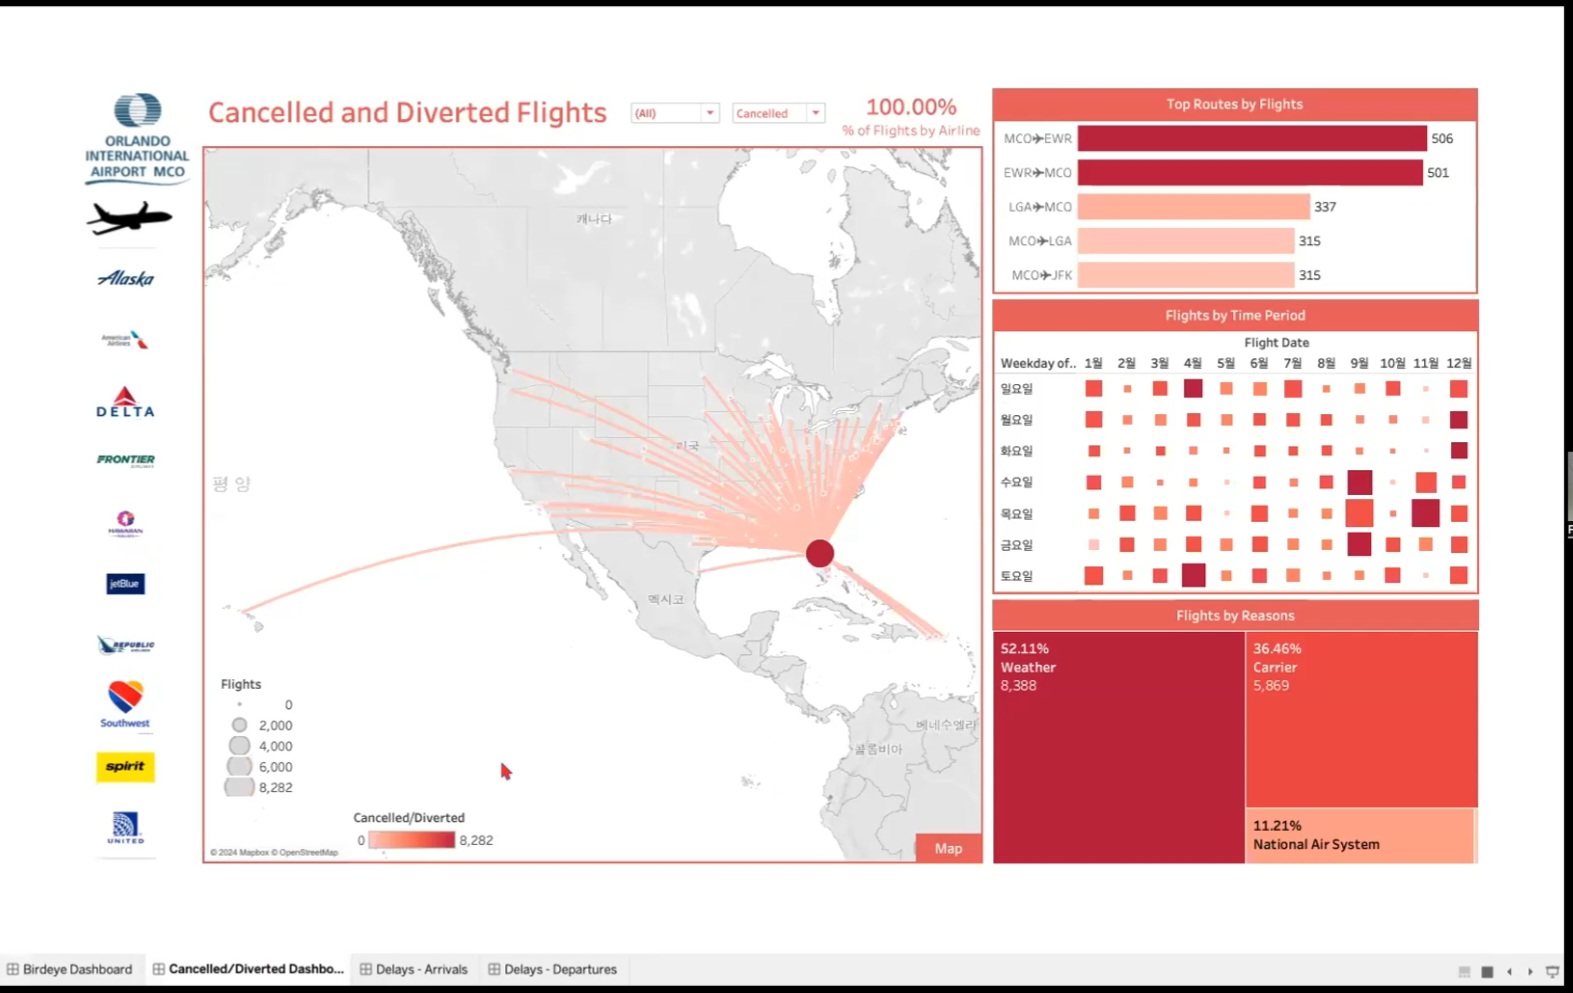 ORLANDO
INTERNATIONAL
AIRPORT MCO
Alaska
American
Airlines
DELTA
FRONTIER
AIRLINES
HAWAIIAN
jetBlue
REPUBLIC
Southwest
spirit
UNITED
Cancelled and Diverted Flights
(All)
Cancelled
100.00%
% of Flights by Airline
캐나다
미국
평양
멕시코
베네수엘라
콜롬비아
Flights
0
2,000
4,000
6,000
8,282
Cancelled/Diverted
0 8,282
© 2024 Mapbox © OpenStreetMap
Map
Top Routes by Flights
MCO✈EWR 506
EWR✈MCO 501
LGA✈MCO 337
MCO✈LGA 315
MCO✈JFK 315
Flights by Time Period
Flight Date
Weekday of.. 1월 2월 3월 4월 5월 6월 7월 8월 9월 10월 11월 12월
일요일
월요일
화요일
수요일
목요일
금요일
토요일
Flights by Reasons
52.11%
Weather
8,388
36.46%
Carrier
5,869
11.21%
National Air System
Birdeye Dashboard Cancelled/Diverted Dashbo... Delays - Arrivals Delays - Departures